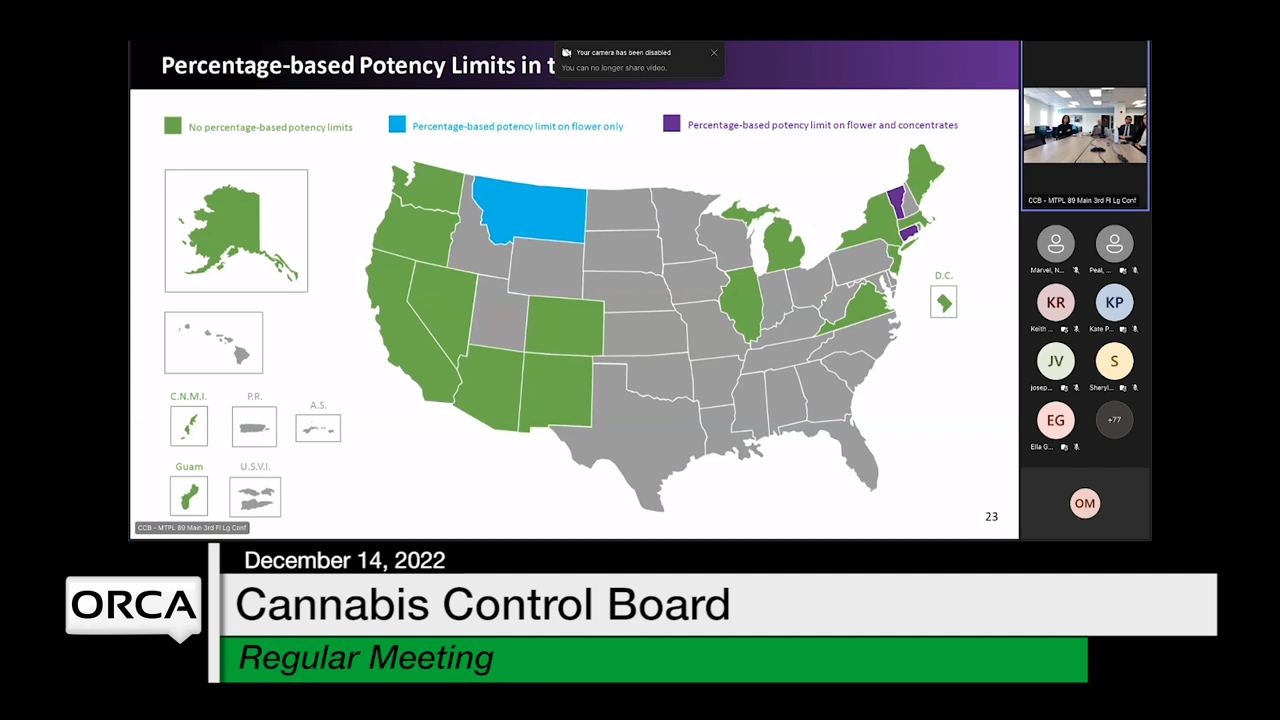 Percentage-based Potency Limits in t
Your camera has been disabled
You can no longer share video.
No percentage-based potency limits
Percentage-based potency limit on flower only
Percentage-based potency limit on flower and concentrates
D.C.
C.N.M.I.
P.R.
A.S.
Guam
U.S.V.I.
23
CCB - MTPL 89 Main 3rd Fl Lg Conf
CCB - MTPL 89 Main 3rd Fl Lg Conf
Marvel, N...
Peal, ...
KR
KP
Keith ...
Kate P...
JV
S
josep...
Sheryl...
EG
+77
Ella G...
OM
December 14, 2022
ORCA
Cannabis Control Board
Regular Meeting